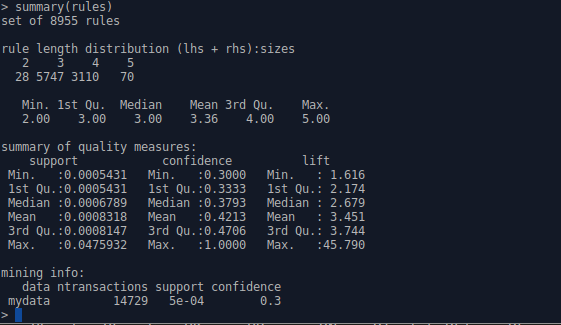 > summary(rules)
set of 8955 rules
rule length distribution (lhs + rhs):sizes
   2    3    4    5
  28 5747 3110   70
   Min. 1st Qu.  Median    Mean 3rd Qu.    Max.
   2.00    3.00    3.00    3.36    4.00    5.00
summary of quality measures:
    support            confidence          lift
 Min.   :0.0005431   Min.   :0.3000   Min.   : 1.616
 1st Qu.:0.0005431   1st Qu.:0.3333   1st Qu.: 2.174
 Median :0.0006789   Median :0.3793   Median : 2.679
 Mean   :0.0008318   Mean   :0.4213   Mean   : 3.451
 3rd Qu.:0.0008147   3rd Qu.:0.4706   3rd Qu.: 3.744
 Max.   :0.0475932   Max.   :1.0000   Max.   :45.790
mining info:
   data ntransactions support confidence
 mydata         14729   5e-04        0.3
>